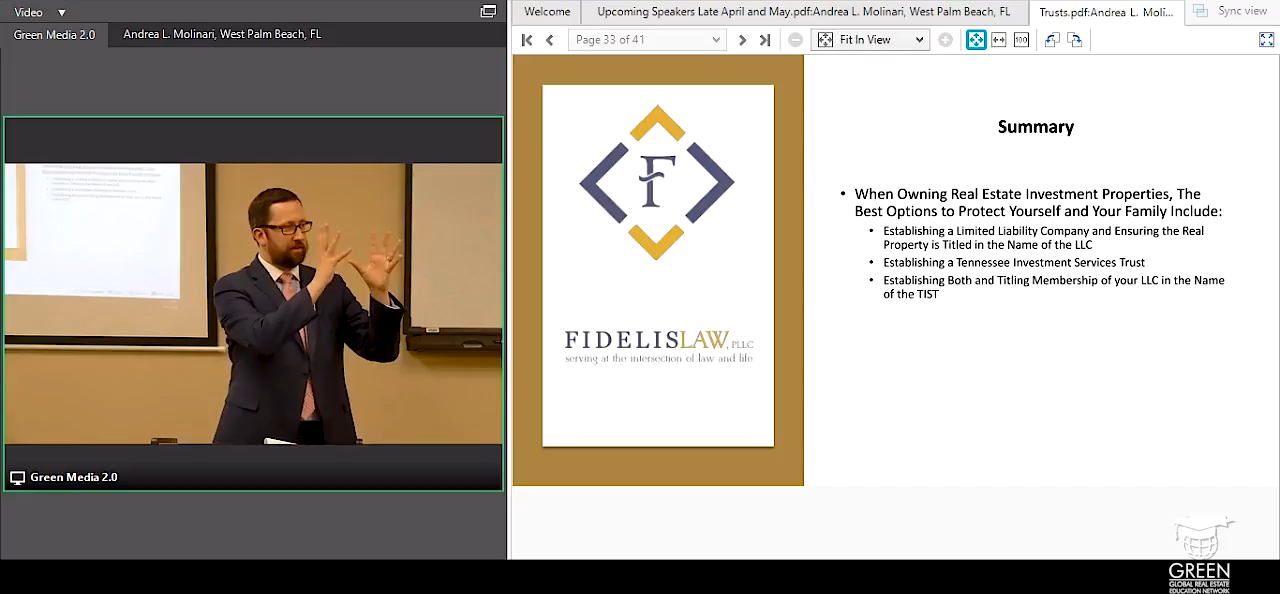 Video
Green Media 2.0
Andrea L. Molinari, West Palm Beach, FL
Green Media 2.0
Welcome
Upcoming Speakers Late April and May.pdf:Andrea L. Molinari, West Palm Beach, FL
Trusts.pdf:Andrea L. Moli...
Sync view
Page 33 of 41
Fit In View
100
F
FIDELISLAW, PLLC
serving at the intersection of law and life
Summary
• When Owning Real Estate Investment Properties, The
Best Options to Protect Yourself and Your Family Include:
• Establishing a Limited Liability Company and Ensuring the Real
Property is Titled in the Name of the LLC
• Establishing a Tennessee Investment Services Trust
• Establishing Both and Titling Membership of your LLC in the Name
of the TIST
GREEN
GLOBAL REAL ESTATE
EDUCATION NETWORK